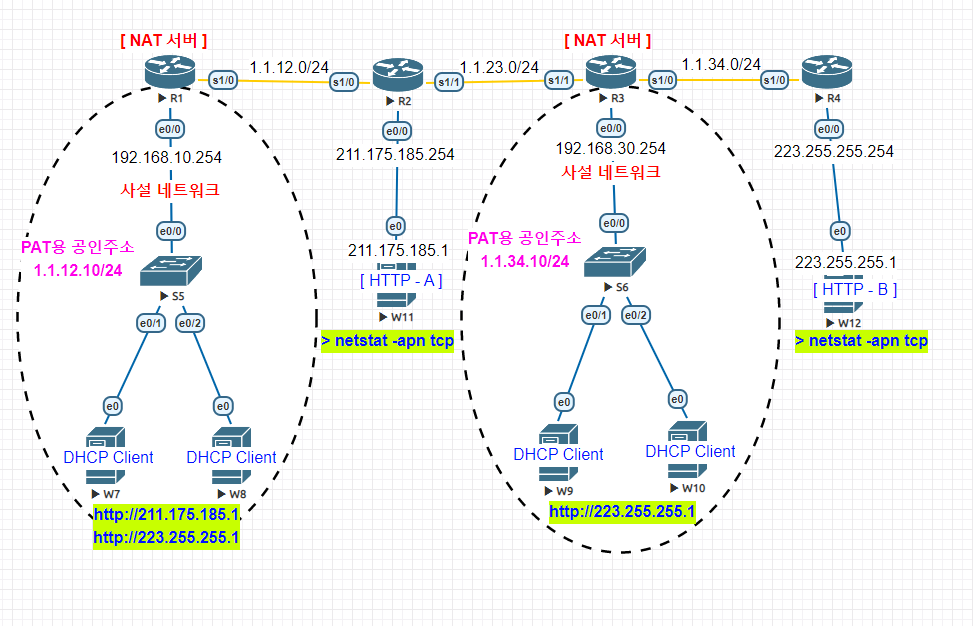 [ NAT 서버 ]
[ NAT 서버 ]
s1/0
1.1.12.0/24
s1/0
s1/1
1.1.23.0/24
s1/1
s1/0
1.1.34.0/24
s1/0
R1
R2
R3
R4
e0/0
e0/0
e0/0
e0/0
192.168.10.254
211.175.185.254
192.168.30.254
223.255.255.254
사설 네트워크
사설 네트워크
e0/0
e0
e0/0
e0
PAT용 공인주소
1.1.12.10/24
211.175.185.1
[ HTTP - A ]
PAT용 공인주소
1.1.34.10/24
223.255.255.1
[ HTTP - B ]
S5
W11
S6
W12
e0/1
e0/2
> netstat -apn tcp
e0/1
e0/2
> netstat -apn tcp
e0
e0
e0
e0
DHCP Client
DHCP Client
DHCP Client
DHCP Client
W7
W8
W9
W10
http://211.175.185.1
http://223.255.255.1
http://223.255.255.1